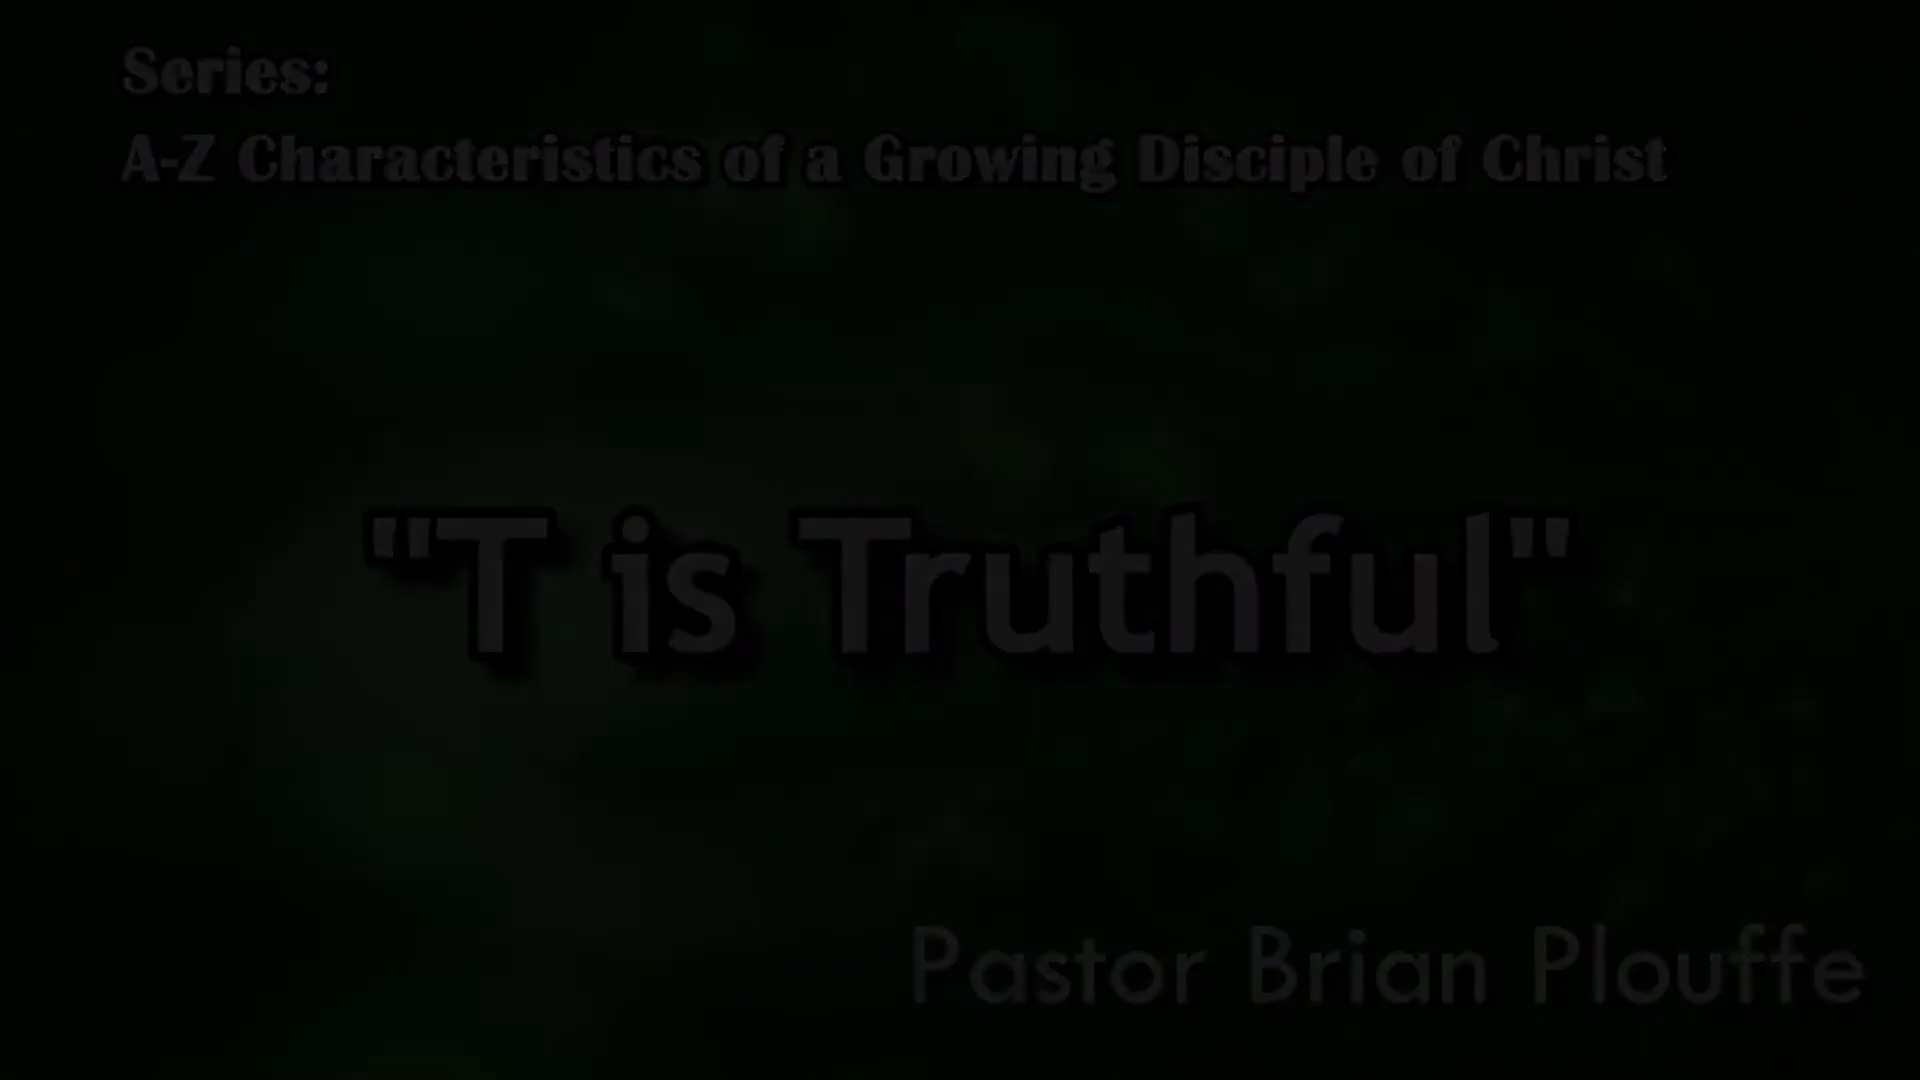 Series:
A-Z Characteristics of a Growing Disciple of Christ
"T is Truthful"
Pastor Brian Plouffe